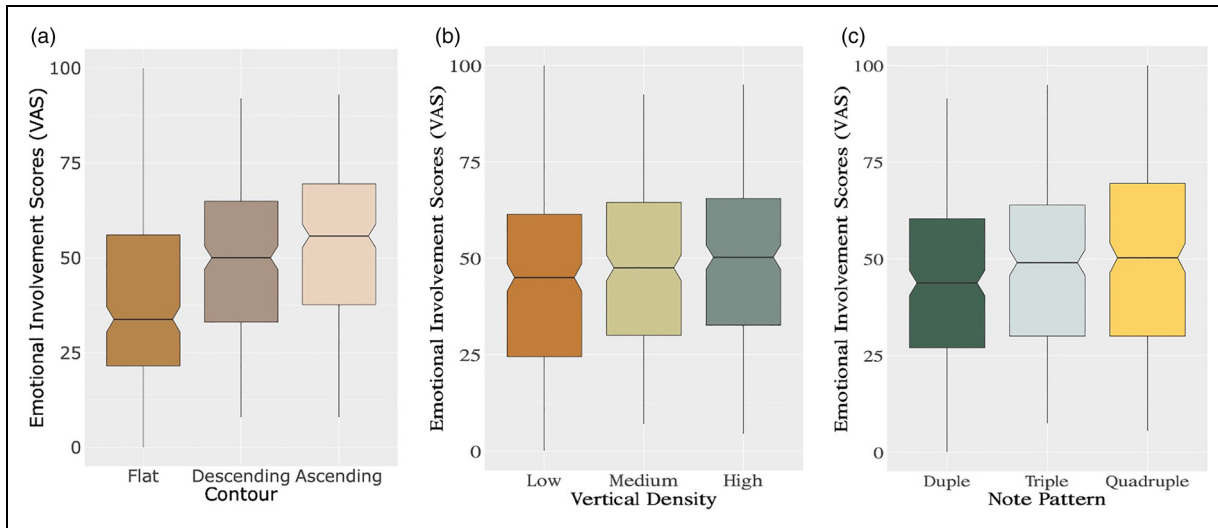 (a)
Emotional Involvement Scores (VAS)
100
75
50
25
0
Flat Descending Ascending
Contour
(b)
Emotional Involvement Scores (VAS)
100
75
50
25
0
Low Medium High
Vertical Density
(c)
Emotional Involvement Scores (VAS)
100
75
50
25
0
Duple Triple Quadruple
Note Pattern